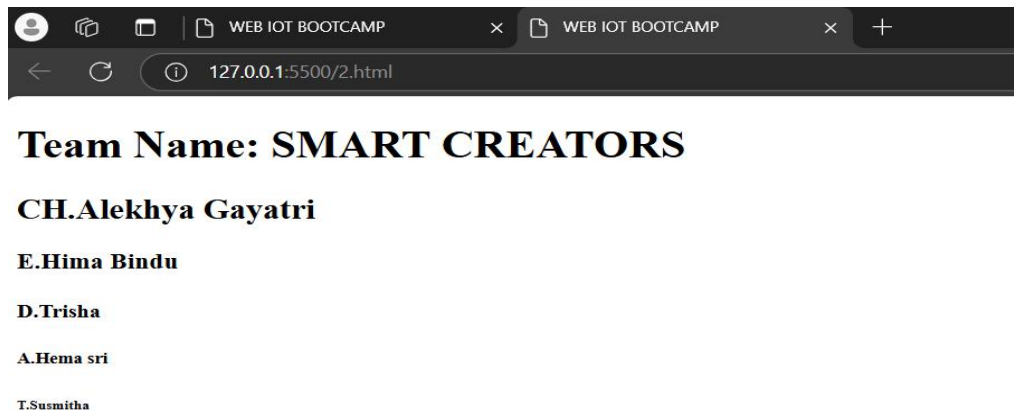 WEB IOT BOOTCAMP
WEB IOT BOOTCAMP
127.0.0.1:5500/2.html
Team Name: SMART CREATORS
CH.Alekhya Gayatri
E.Hima Bindu
D.Trisha
A.Hema sri
T.Susmitha